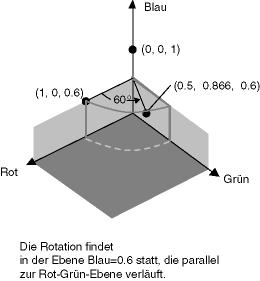 Blau
(0, 0, 1)
(1, 0, 0.6)
60°
(0.5, 0.866, 0.6)
Rot
Grün
Die Rotation findet
in der Ebene Blau=0.6 statt, die parallel
zur Rot-Grün-Ebene verläuft.